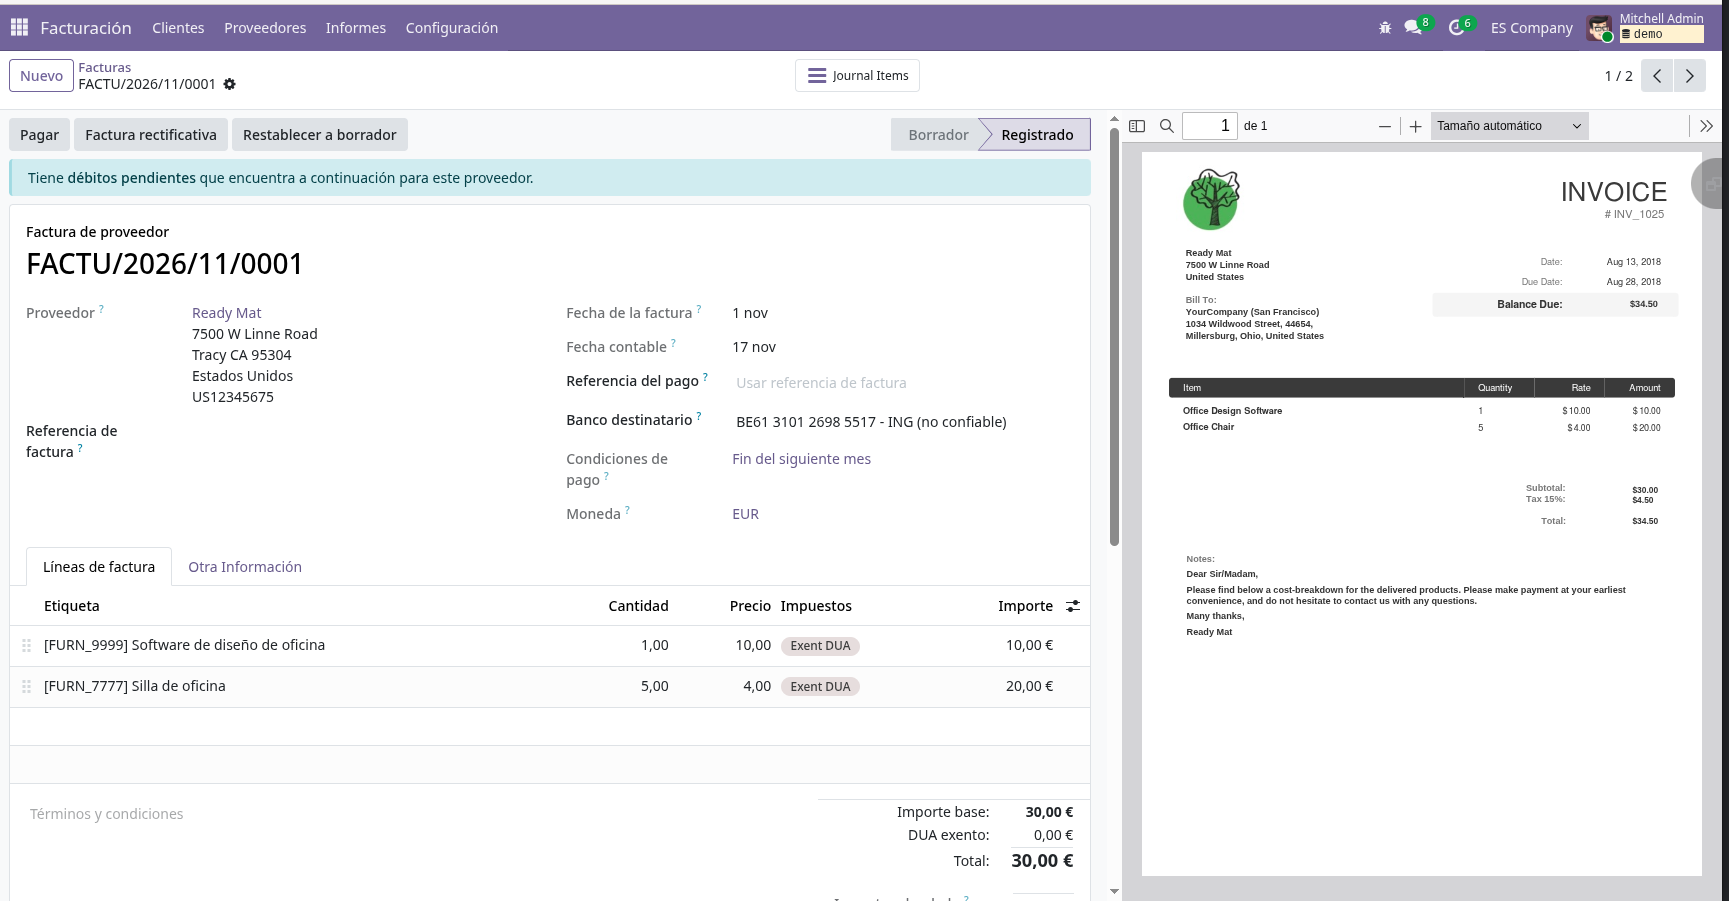 Facturación
Clientes
Proveedores
Informes
Configuración
8
6
ES Company
Mitchell Admin
demo
Nuevo
Facturas
FACTU/2026/11/0001
Journal Items
1 / 2
Pagar
Factura rectificativa
Restablecer a borrador
Borrador
Registrado
Tiene débitos pendientes que encuentra a continuación para este proveedor.
Factura de proveedor
FACTU/2026/11/0001
Proveedor ?
Ready Mat
7500 W Linne Road
Tracy CA 95304
Estados Unidos
US12345675
Referencia de
factura ?
Fecha de la factura ?
1 nov
Fecha contable ?
17 nov
Referencia del pago ?
Usar referencia de factura
Banco destinatario ?
BE61 3101 2698 5517 - ING (no confiable)
Condiciones de
pago ?
Fin del siguiente mes
Moneda ?
EUR
Líneas de factura
Otra Información
Etiqueta Cantidad Precio Impuestos Importe
[FURN_9999] Software de diseño de oficina 1,00 10,00 Exent DUA 10,00 €
[FURN_7777] Silla de oficina 5,00 4,00 Exent DUA 20,00 €
Términos y condiciones
Importe base: 30,00 €
DUA exento: 0,00 €
Total: 30,00 €
1 de 1
Tamaño automático
INVOICE
# INV_1025
Ready Mat
7500 W Linne Road
United States
Bill To:
YourCompany (San Francisco)
1034 Wildwood Street, 44654,
Millersburg, Ohio, United States
Date: Aug 13, 2018
Due Date: Aug 28, 2018
Balance Due: $34.50
Item Quantity Rate Amount
Office Design Software 1 $ 10.00 $ 10.00
Office Chair 5 $ 4.00 $ 20.00
Subtotal: $30.00
Tax 15%: $4.50
Total: $34.50
Notes:
Dear Sir/Madam,
Please find below a cost-breakdown for the delivered products. Please make payment at your earliest
convenience, and do not hesitate to contact us with any questions.
Many thanks,
Ready Mat